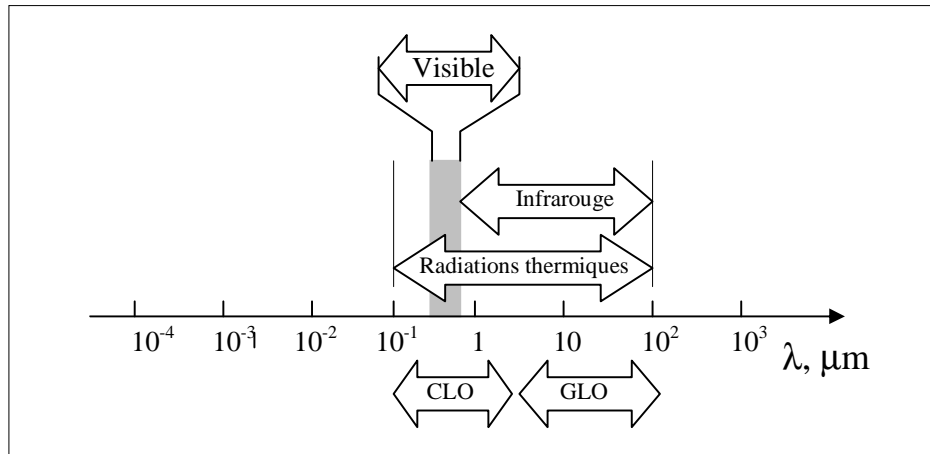 Visible
Infrarouge
Radiations thermiques
10⁻⁴ 10⁻³ 10⁻² 10⁻¹ 1 10 10² 10³
λ, μm
CLO GLO